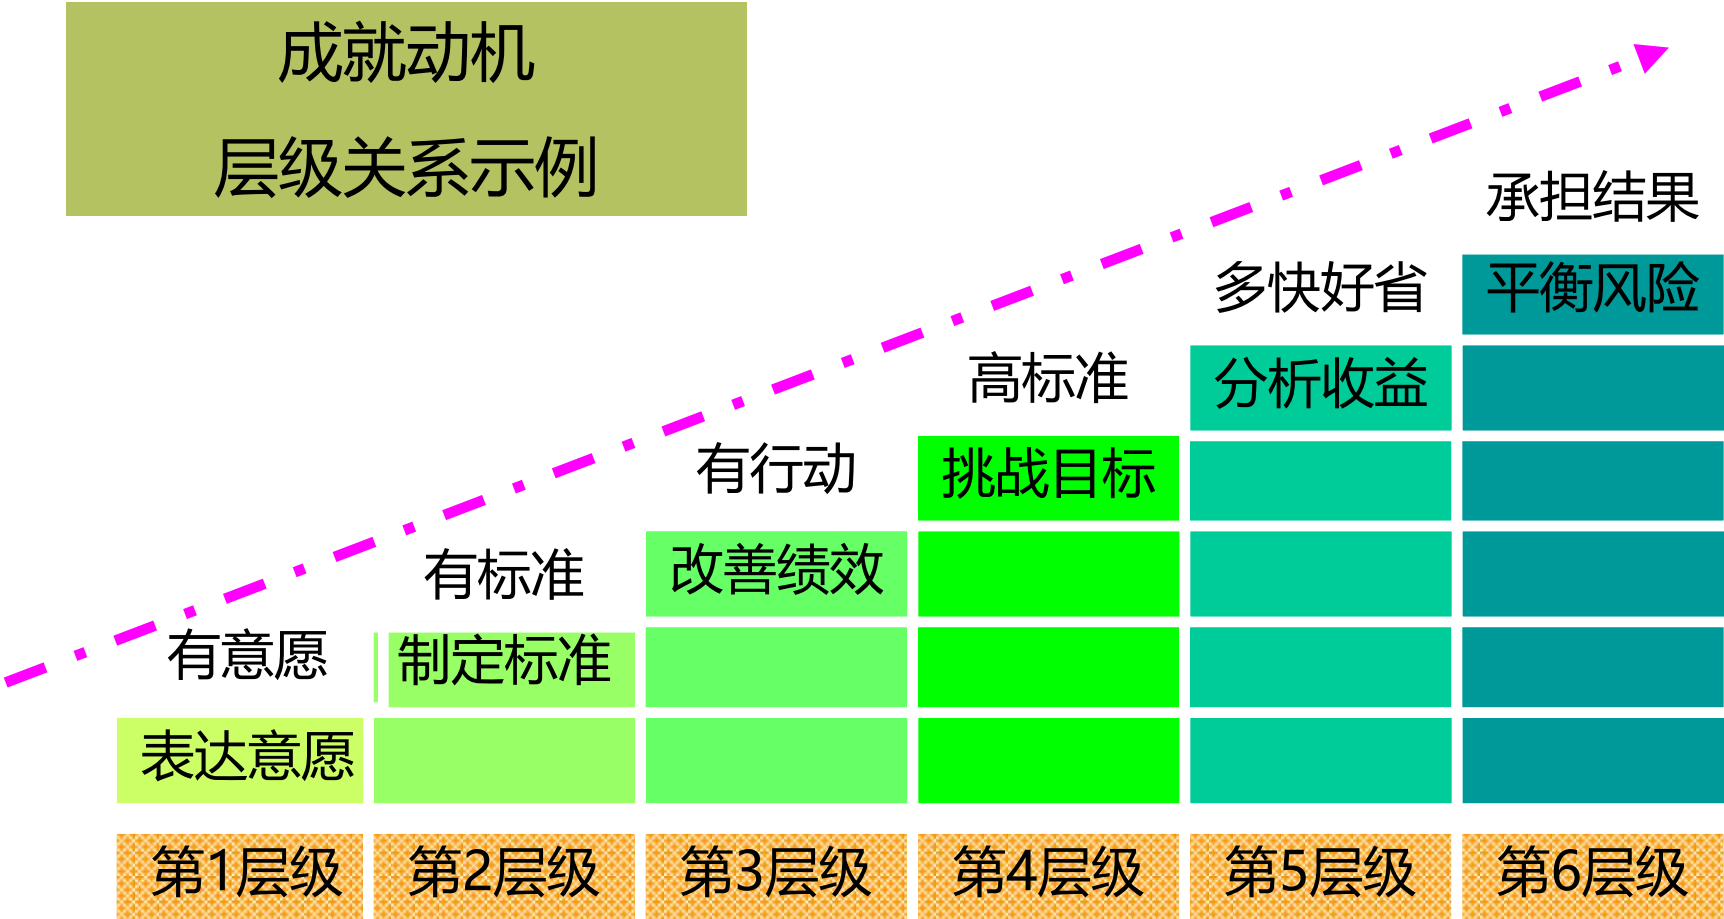 成就动机
层级关系示例
承担结果
多快好省
平衡风险
高标准
分析收益
有行动
挑战目标
有标准
改善绩效
有意愿
制定标准
表达意愿
第1层级
第2层级
第3层级
第4层级
第5层级
第6层级